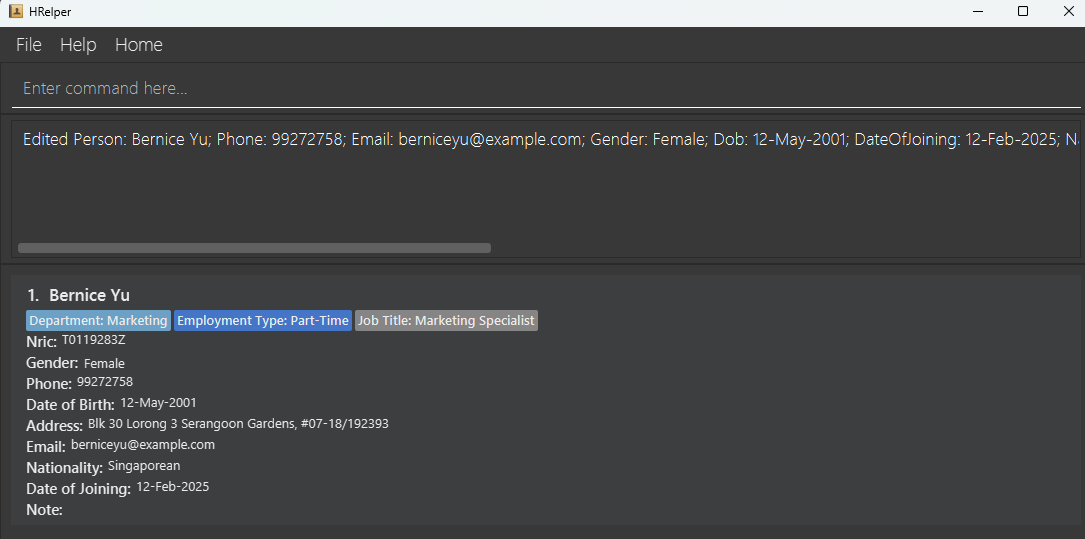 HRelper
File Help Home
Enter command here...
Edited Person: Bernice Yu; Phone: 99272758; Email: berniceyu@example.com; Gender: Female; Dob: 12-May-2001; DateOfJoining: 12-Feb-2025;
1. Bernice Yu
Department: Marketing Employment Type: Part-Time Job Title: Marketing Specialist
Nric: T0119283Z
Gender: Female
Phone: 99272758
Date of Birth: 12-May-2001
Address: Blk 30 Lorong 3 Serangoon Gardens, #07-18/192393
Email: berniceyu@example.com
Nationality: Singaporean
Date of Joining: 12-Feb-2025
Note: